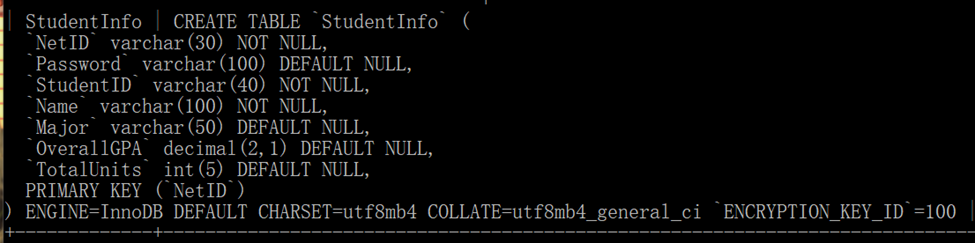 | StudentInfo | CREATE TABLE `StudentInfo` (
`NetID` varchar(30) NOT NULL,
`Password` varchar(100) DEFAULT NULL,
`StudentID` varchar(40) NOT NULL,
`Name` varchar(100) NOT NULL,
`Major` varchar(50) DEFAULT NULL,
`OverallGPA` decimal(2,1) DEFAULT NULL,
`TotalUnits` int(5) DEFAULT NULL,
PRIMARY KEY (`NetID`)
) ENGINE=InnoDB DEFAULT CHARSET=utf8mb4 COLLATE=utf8mb4_general_ci `ENCRYPTION_KEY_ID`=100 |